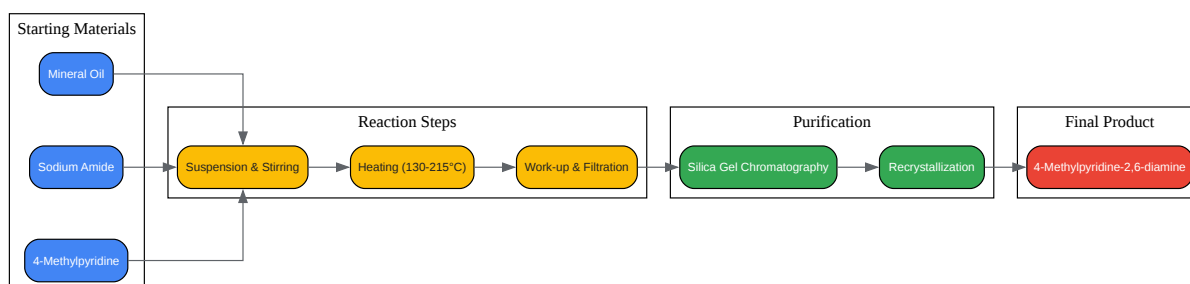 Starting Materials
Mineral Oil
Sodium Amide
4-Methylpyridine
Reaction Steps
Suspension & Stirring
Heating (130-215°C)
Work-up & Filtration
Purification
Silica Gel Chromatography
Recrystallization
Final Product
4-Methylpyridine-2,6-diamine